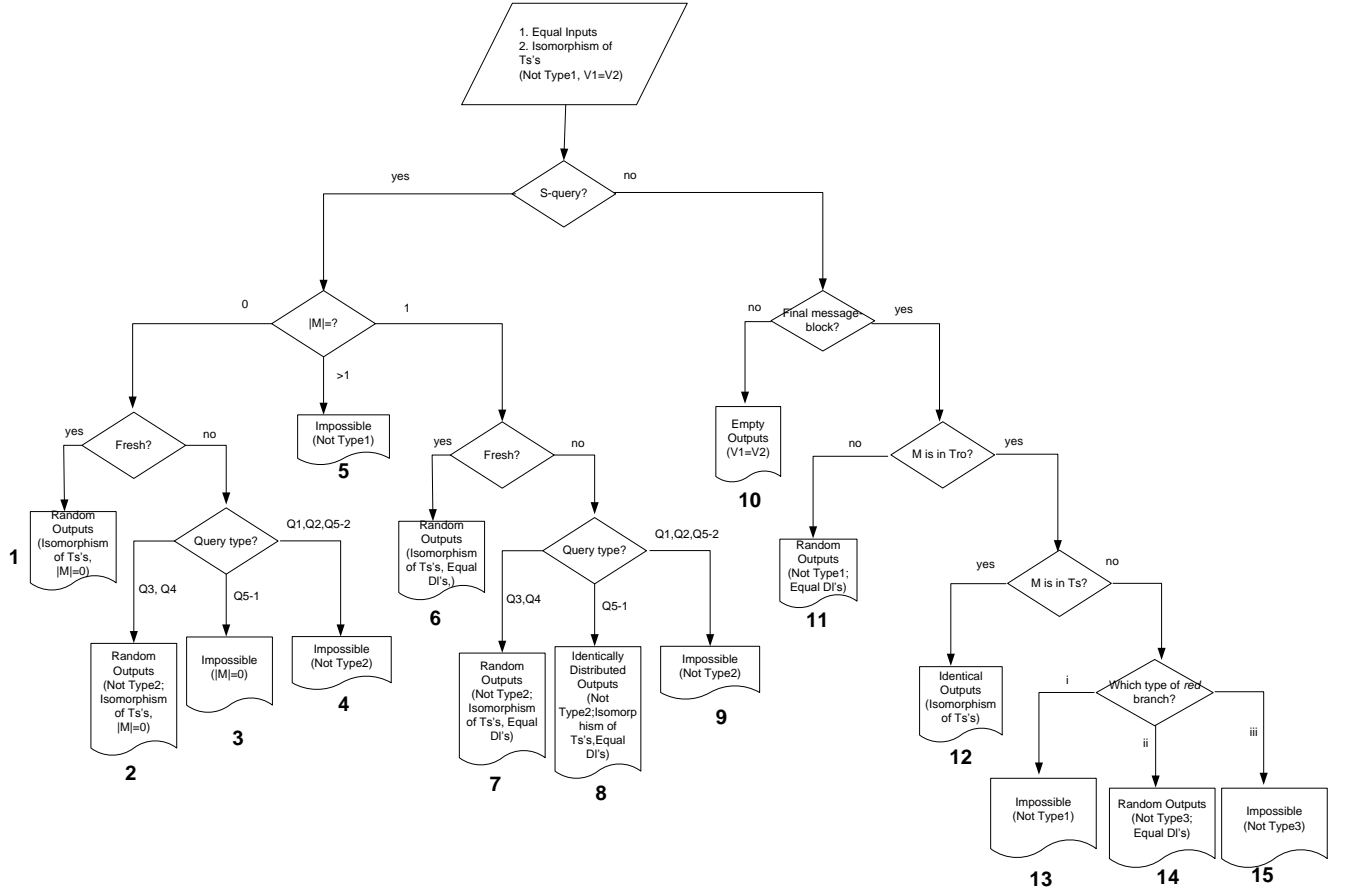 1. Equal Inputs
2. Isomorphism of
Ts's
(Not Type1, V1=V2)
S-query?
yes
no
|M|=?
0
1
>1
Impossible
(Not Type1)
5
Fresh?
yes
no
Random
Outputs
(Isomorphism
of Ts's,
|M|=0)
1
Query type?
Q1,Q2,Q5-2
Q3, Q4
Q5-1
Random
Outputs
(Not Type2;
Isomorphism
of Ts's,
|M|=0)
2
Impossible
(|M|=0)
3
Impossible
(Not Type2)
4
Fresh?
yes
no
Random
Outputs
(Isomorphism
of Ts's, Equal
DI's,)
6
Query type?
Q1,Q2,Q5-2
Q3,Q4
Q5-1
Random
Outputs
(Not Type2;
Isomorphism
of Ts's, Equal
DI's)
7
Identically
Distributed
Outputs
(Not
Type2;Isomorp
hism of
Ts's,Equal
DI's)
8
Impossible
(Not Type2)
9
Final message-
block?
no
yes
Empty
Outputs
(V1=V2)
10
M is in Tro?
no
yes
Random
Outputs
(Not Type1;
Equal DI's)
11
M is in Ts?
yes
no
Identical
Outputs
(Isomorphism
of Ts's)
12
Which type of red
branch?
i
ii
iii
Impossible
(Not Type1)
13
Random Outputs
(Not Type3;
Equal DI's)
14
Impossible
(Not Type3)
15